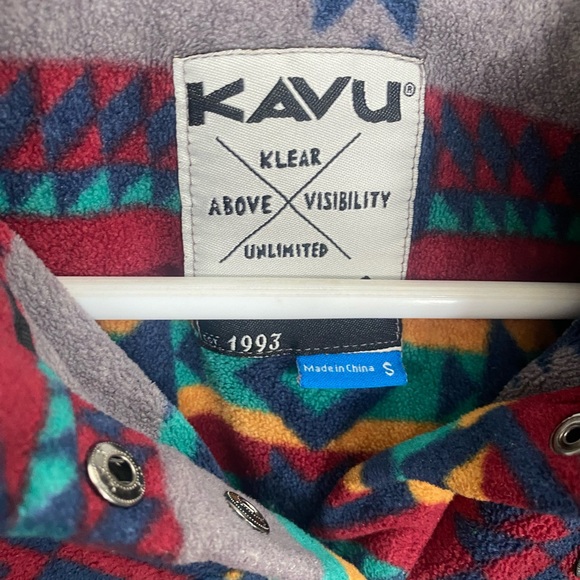 KAVU®
KLEAR
ABOVE VISIBILITY
UNLIMITED
1993
Made in China S